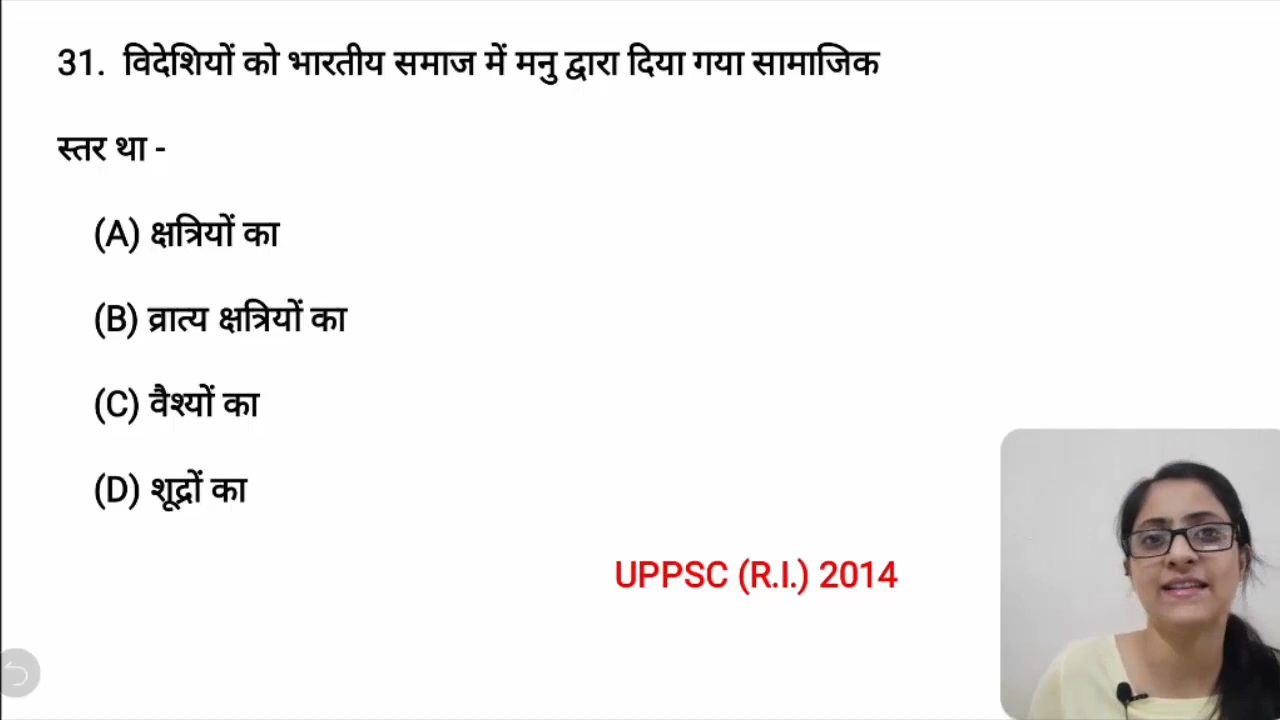 31. विदेशियों को भारतीय समाज में मनु द्वारा दिया गया सामाजिक
स्तर था -
(A) क्षत्रियों का
(B) व्रात्य क्षत्रियों का
(C) वैश्यों का
(D) शूद्रों का
UPPSC (R.I.) 2014